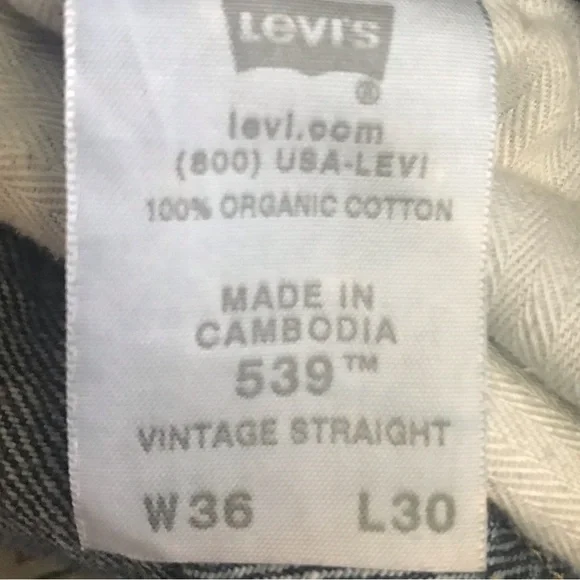 Levi's
®
levi.com
(800) USA-LEVI
100% ORGANIC COTTON
MADE IN
CAMBODIA
539™
VINTAGE STRAIGHT
W36 L30